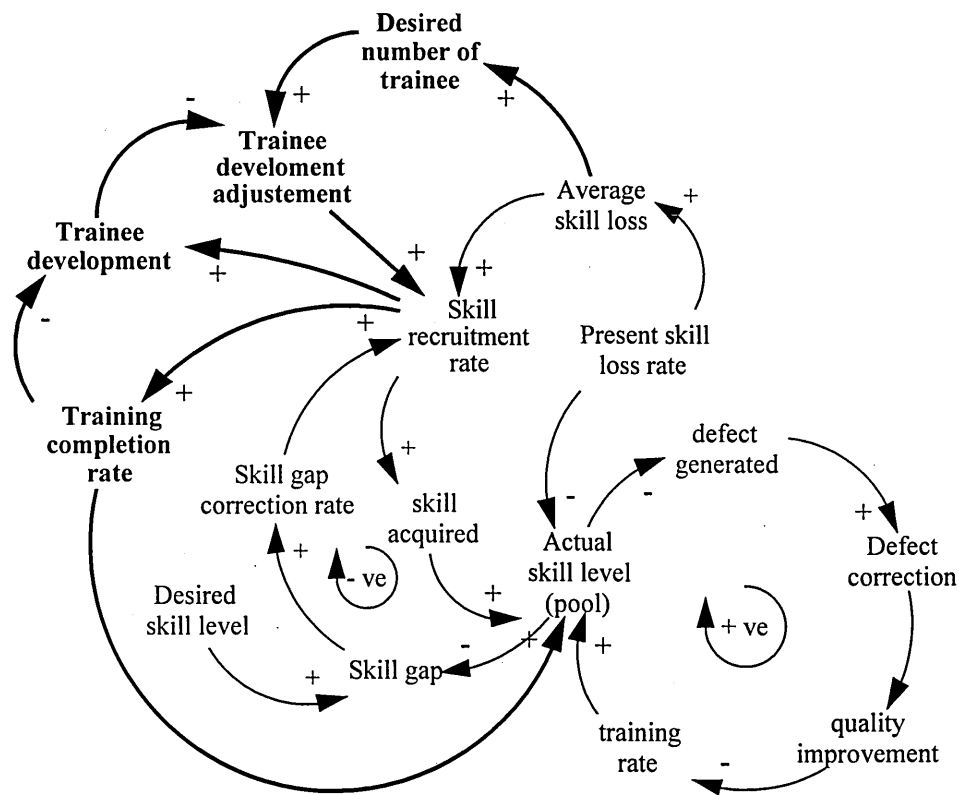 Desired
number of
trainee
+
+
-
Trainee
develoment
adjustement
Average
skill loss
+
Trainee
development
+
+
+
-
Skill
recruitment
rate
+
Present skill
loss rate
+
Training
completion
rate
defect
generated
+
Skill gap
correction rate
skill
acquired
-
-
+
Actual
skill level
(pool)
Defect
correction
+
- ve
Desired
skill level
+
+ ve
-
+
+
Skill gap
+
training
rate
quality
improvement
-